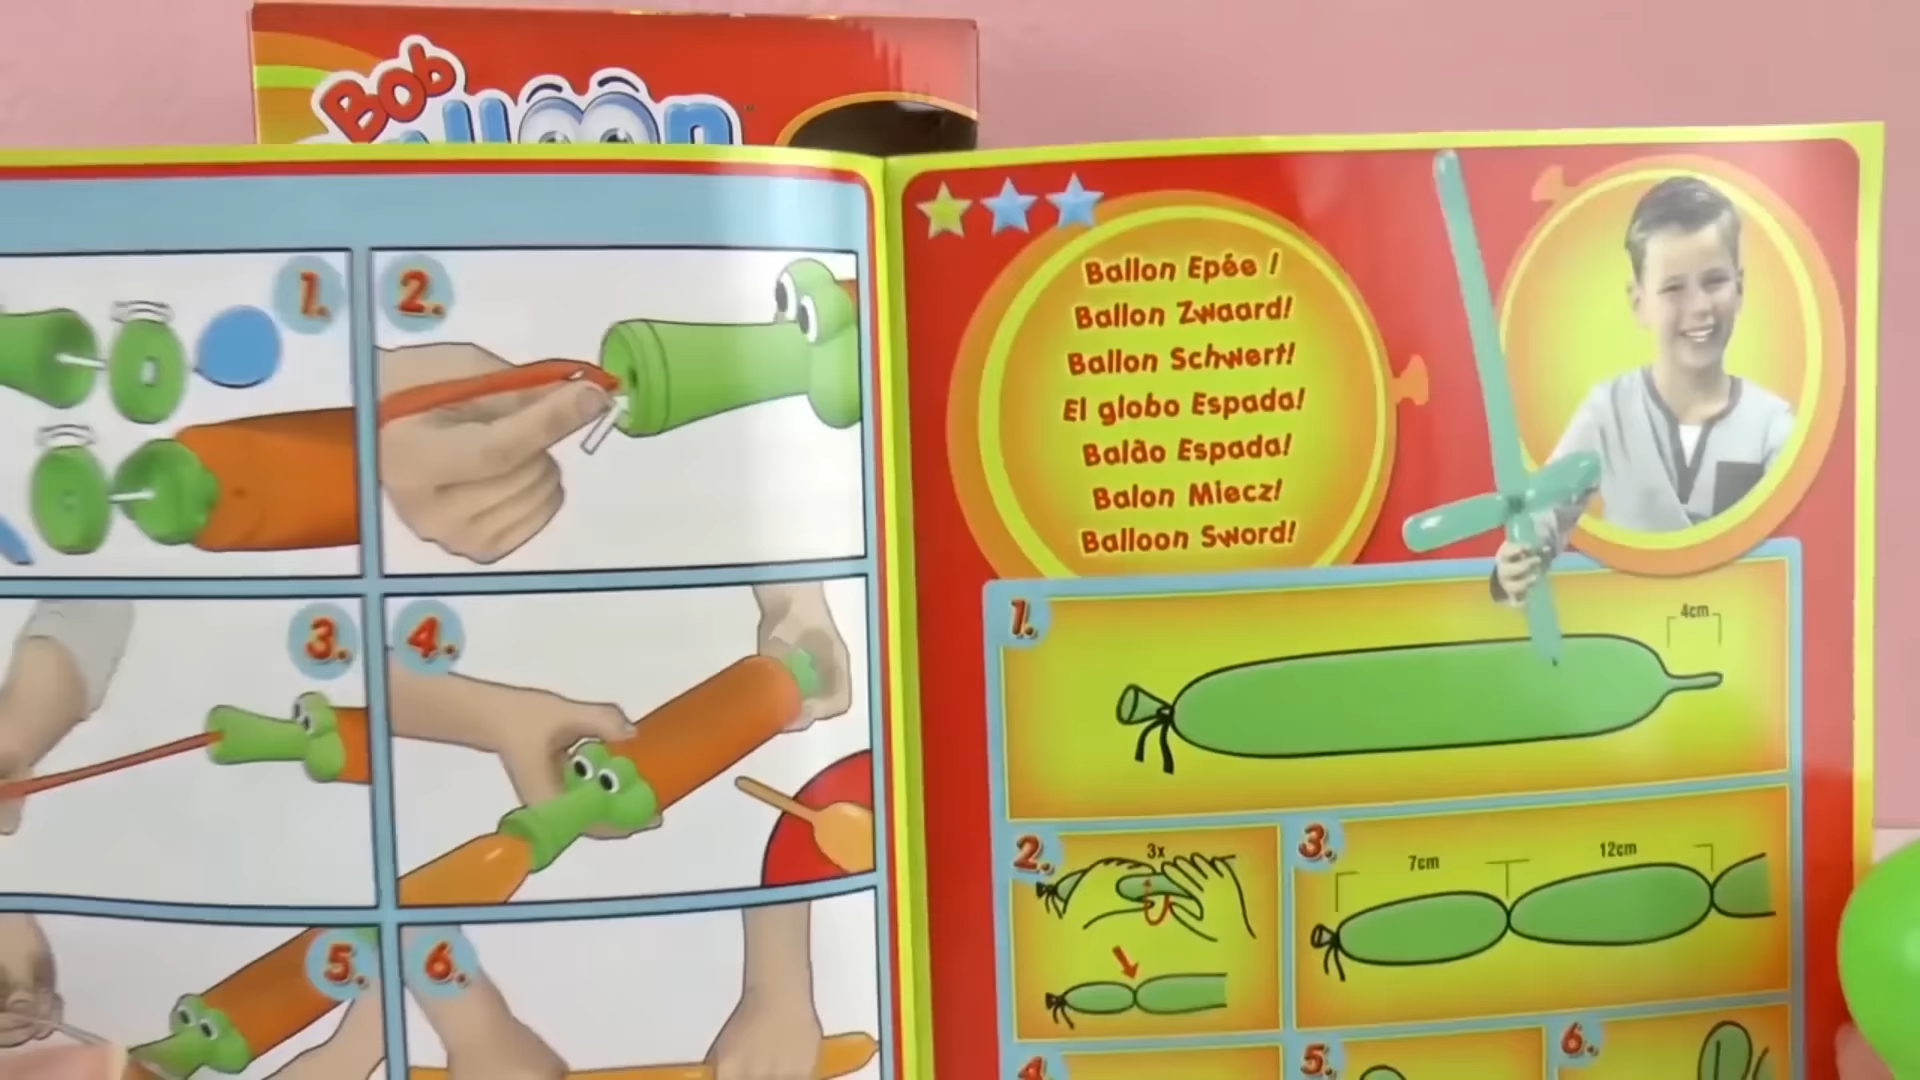 Bob
Balloon
1.
2.
3.
4.
5.
6.
Ballon Epée !
Ballon Zwaard!
Ballon Schwert!
El globo Espada!
Balão Espada!
Balon Miecz!
Balloon Sword!
1.
4cm
2.
3x
3.
7cm
12cm
4.
5.
6.